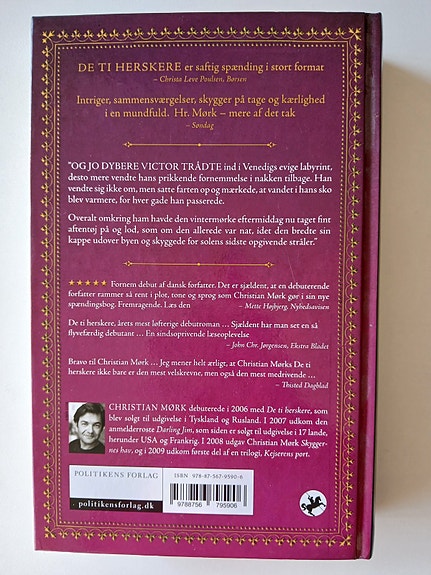 DE TI HERSKERE er saftig spænding i stort format
– Christa Leve Poulsen, Børsen
Intriger, sammensværgelser, skygger på tage og kærlighed
i en mundfuld. Hr. Mørk – mere af det tak
– Søndag
"OG JO DYBERE VICTOR TRÅDTE ind i Venedigs evige labyrint,
desto mere vendte hans prikkende fornemmelse i nakken tilbage. Han
vendte sig ikke om, men satte farten op og mærkede, at vandet i hans sko
blev varmere, for hver gade han passerede.
Overalt omkring ham havde den vintermørke eftermiddag nu taget fint
aftentøj på og lod, som om den allerede var nat, idet den bredte sin
kappe udover byen og skyggede for solens sidste opgivende stråler."
★★★★★ Fornem debut af dansk forfatter. Det er sjældent, at en debuterende
forfatter rammer så rent i plot, tone og sprog som Christian Mørk gør i sin nye
spændingsbog. Fremragende. Læs den
– Mette Højbjerg, Nyhedsavisen
De ti herskere, årets mest løfterige debutroman ... Sjældent har man set en så
flyvefærdig debutant ... En sindsoprivende læseoplevelse
– John Chr. Jørgensen, Ekstra Bladet
Bravo til Christian Mørk ... Jeg mener helt ærligt, at Christian Mørks De ti
herskere ikke bare er den mest velskrevne, men også den mest medrivende ...
– Thisted Dagblad
CHRISTIAN MØRK debuterede i 2006 med De ti herskere, som
blev solgt til udgivelse i Tyskland og Rusland. I 2007 udkom den
anmelderroste Darling Jim, som siden er solgt til udgivelse i 17 lande,
herunder USA og Frankrig. I 2008 udgav Christian Mørk Skygger-
nes hav, og i 2009 udkom første del af en trilogi, Kejserens port.
POLITIKENS FORLAG
politikensforlag.dk
ISBN 978-87-567-9590-6
9 788756 795906